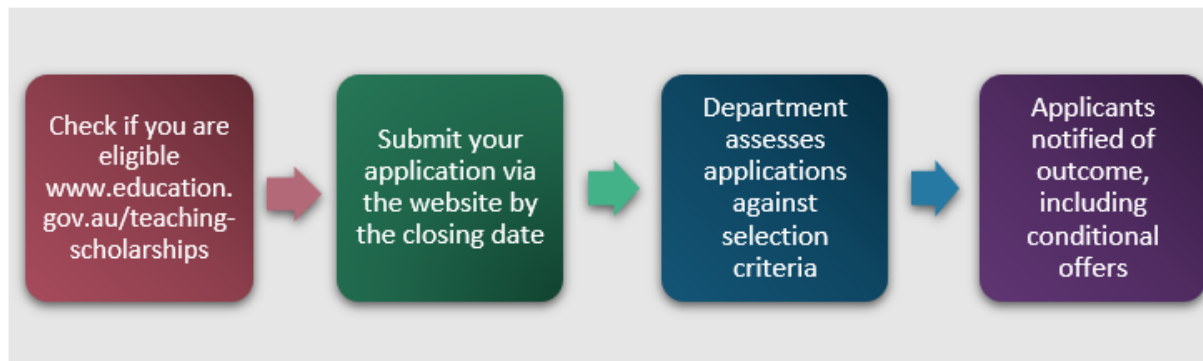 Check if you are
eligible
www.education.
gov.au/teaching-
scholarships
Submit your
application via
the website by
the closing date
Department
assesses
applications
against
selection
criteria
Applicants
notified of
outcome,
including
conditional
offers